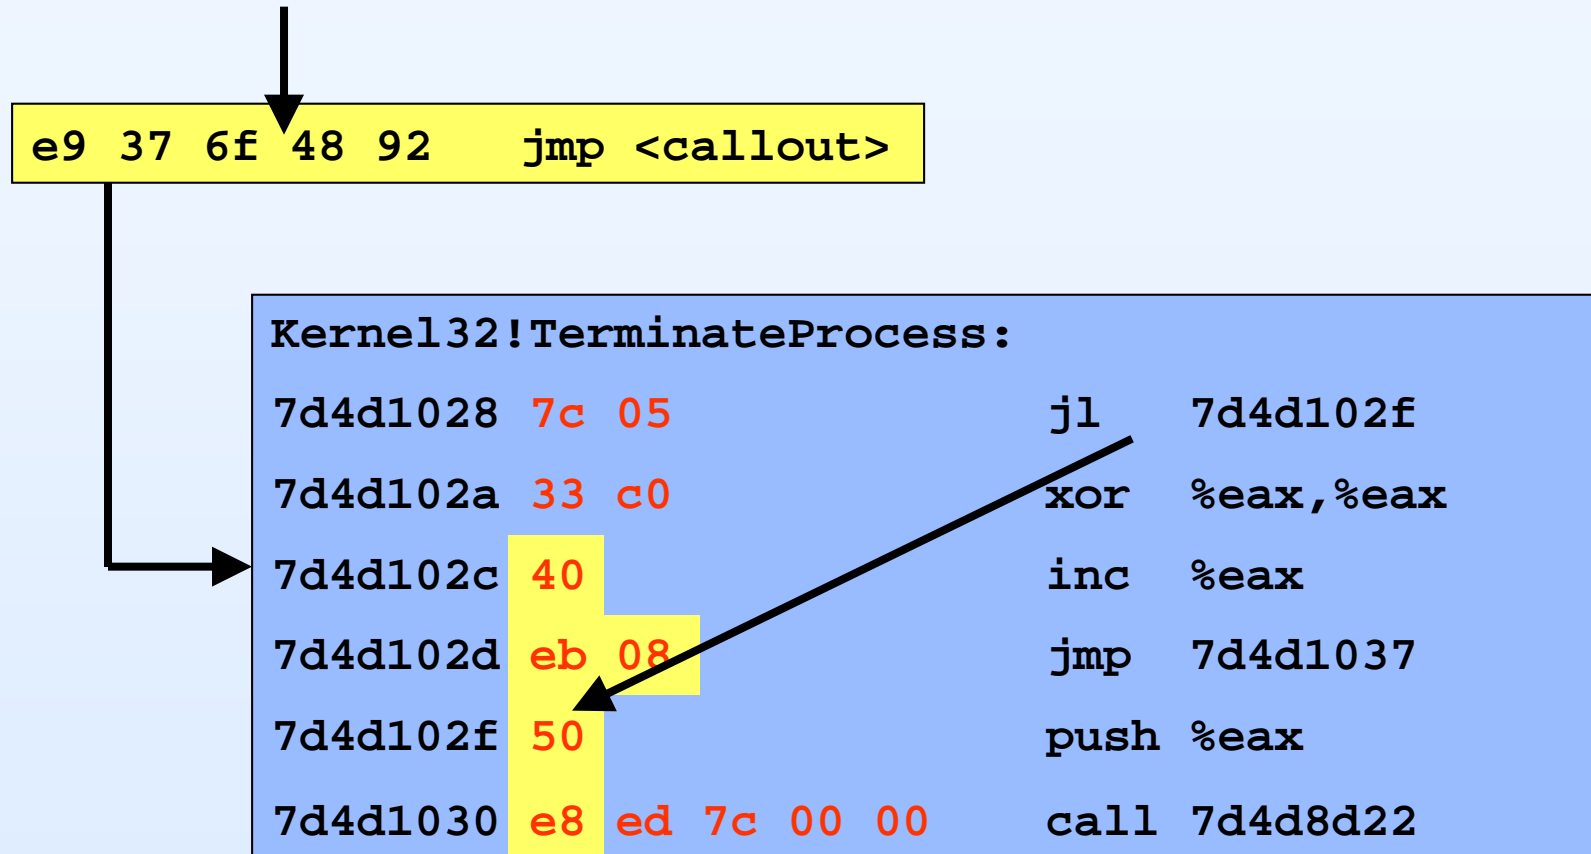 e9 37 6f 48 92 jmp <callout>
Kernel32!TerminateProcess:
7d4d1028 7c 05 jl 7d4d102f
7d4d102a 33 c0 xor %eax,%eax
7d4d102c 40 inc %eax
7d4d102d eb 08 jmp 7d4d1037
7d4d102f 50 push %eax
7d4d1030 e8 ed 7c 00 00 call 7d4d8d22